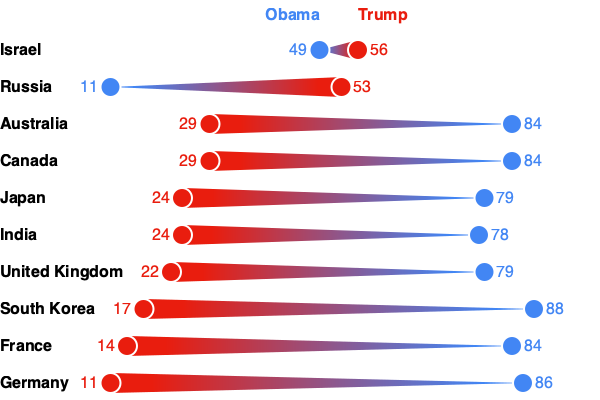 Obama Trump
Israel 49 56
Russia 11 53
Australia 29 84
Canada 29 84
Japan 24 79
India 24 78
United Kingdom 22 79
South Korea 17 88
France 14 84
Germany 11 86